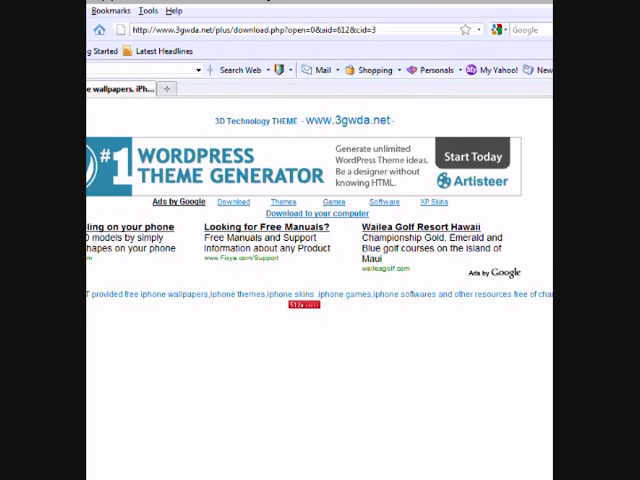 Bookmarks Tools Help
http://www.3gwda.net/plus/download.php?open=0&aid=612&cid=3
Google
g Started Latest Headlines
Search Web Mail Shopping Personals My Yahoo! New
e wallpapers, iPh...
3D Technology THEME - www.3gwda.net -
#1 WORDPRESS THEME GENERATOR
Generate unlimited
WordPress Theme ideas.
Be a designer without
knowing HTML.
Start Today
Artisteer
Ads by Google Download Themes Games Software XP Skins
Download to your computer
ling on your phone
0 models by simply
hapes on your phone
m
Looking for Free Manuals?
Free Manuals and Support
Information about any Product
www.Fixya.com/Support
Wailea Golf Resort Hawaii
Championship Gold, Emerald and
Blue golf courses on the island of
Maui
waileagolf.com
Ads by Google
T provided free iphone wallpapers,iphone themes,iphone skins ,iphone games,iphone softwares and other resources free of char